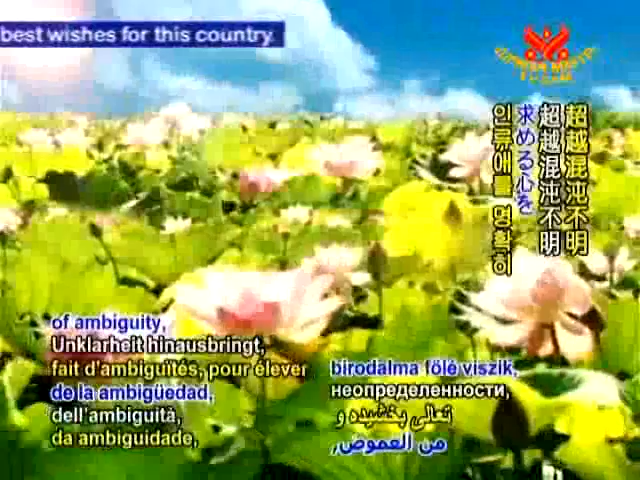 best wishes for this country.
超越混沌不明
超越混沌不明
求める心を
인류애를 명확히
of ambiguity,
Unklarheit hinausbringt,
fait d'ambiguïtés, pour élever
de la ambigüedad,
dell'ambiguità,
da ambiguidade,
birodalma fölé viszik,
неопределенности,
تعالی بخشیده و
من الغموض,